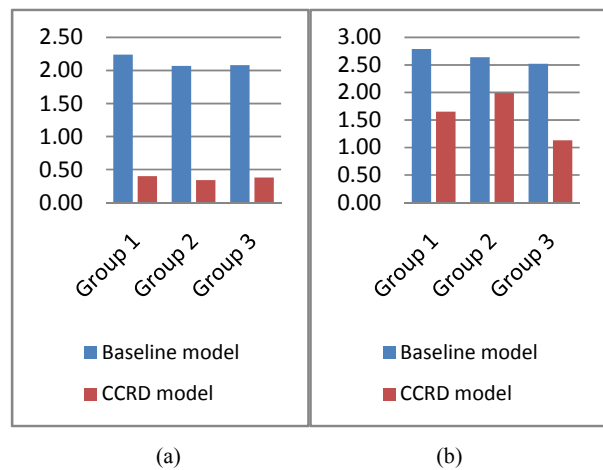 2.50
2.00
1.50
1.00
0.50
0.00
Group 1
Group 2
Group 3
Baseline model
CCRD model
(a)
3.00
2.50
2.00
1.50
1.00
0.50
0.00
Group 1
Group 2
Group 3
Baseline model
CCRD model
(b)